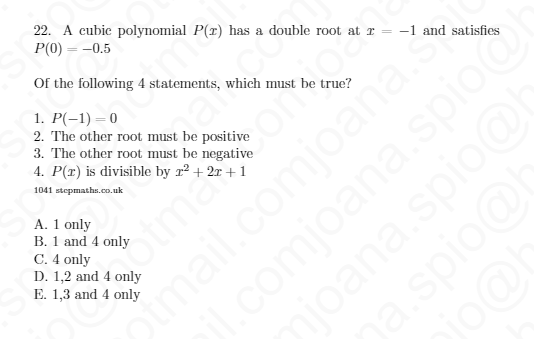 22. A cubic polynomial P(x) has a double root at x = −1 and satisfies
P(0) = −0.5
Of the following 4 statements, which must be true?
1. P(−1) = 0
2. The other root must be positive
3. The other root must be negative
4. P(x) is divisible by x² + 2x + 1
1041 stepmaths.co.uk
A. 1 only
B. 1 and 4 only
C. 4 only
D. 1,2 and 4 only
E. 1,3 and 4 only